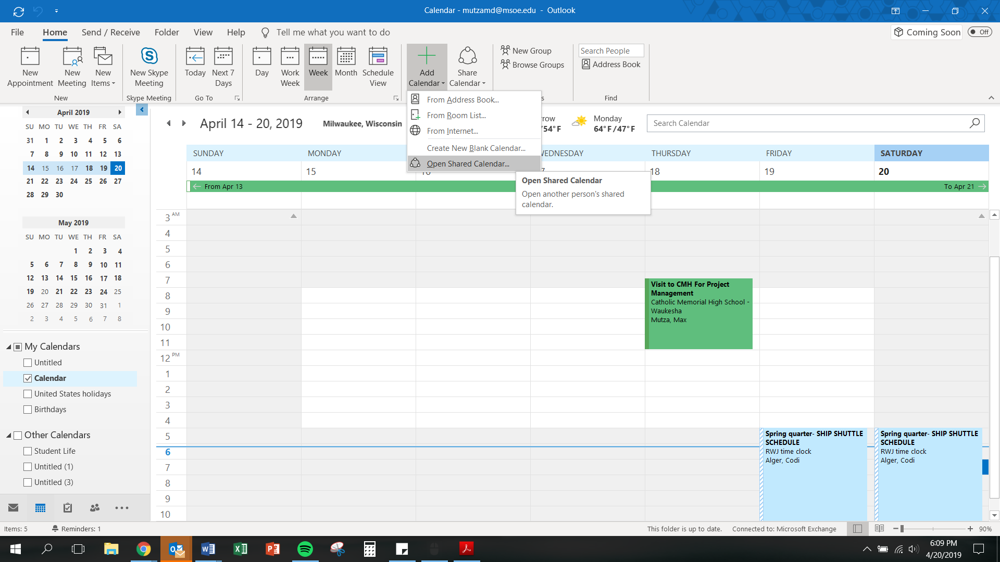 Calendar - mutzamd@msoe.edu - Outlook
File Home Send / Receive Folder View Help Tell me what you want to do
Coming Soon Off
New Appointment
New Meeting
New Items
New
New Skype Meeting
Skype Meeting
Today
Next 7 Days
Go To
Day
Work Week
Week
Month
Schedule View
Arrange
Add Calendar
Share Calendar
New Group
Browse Groups
s
Search People
Address Book
Find
From Address Book...
From Room List...
From Internet...
Create New Blank Calendar...
Open Shared Calendar...
Open Shared Calendar
Open another person's shared
calendar.
April 2019
SU MO TU WE TH FR SA
31 1 2 3 4 5 6
7 8 9 10 11 12 13
14 15 16 17 18 19 20
21 22 23 24 25 26 27
28 29 30
May 2019
SU MO TU WE TH FR SA
1 2 3 4
5 6 7 8 9 10 11
12 13 14 15 16 17 18
19 20 21 22 23 24 25
26 27 28 29 30 31 1
2 3 4 5 6 7 8
My Calendars
Untitled
Calendar
United States holidays
Birthdays
Other Calendars
Student Life
Untitled (1)
Untitled (3)
April 14 - 20, 2019
Milwaukee, Wisconsin
rrow
/54°F
Monday
64°F/47°F
Search Calendar
SUNDAY MONDAY WEDNESDAY THURSDAY FRIDAY SATURDAY
14 15 16 17 18 19 20
From Apr 13 To Apr 21
3 AM
4
5
6
7
8
9
10
11
12 PM
1
2
3
4
5
6
7
8
9
10
Visit to CMH For Project
Management
Catholic Memorial High School -
Waukesha
Mutza, Max
Spring quarter- SHIP SHUTTLE
SCHEDULE
RWJ time clock
Alger, Codi
Spring quarter- SHIP SHUTTLE
SCHEDULE
RWJ time clock
Alger, Codi
Items: 5 Reminders: 1 This folder is up to date. Connected to: Microsoft Exchange 90%
6:09 PM
4/20/2019